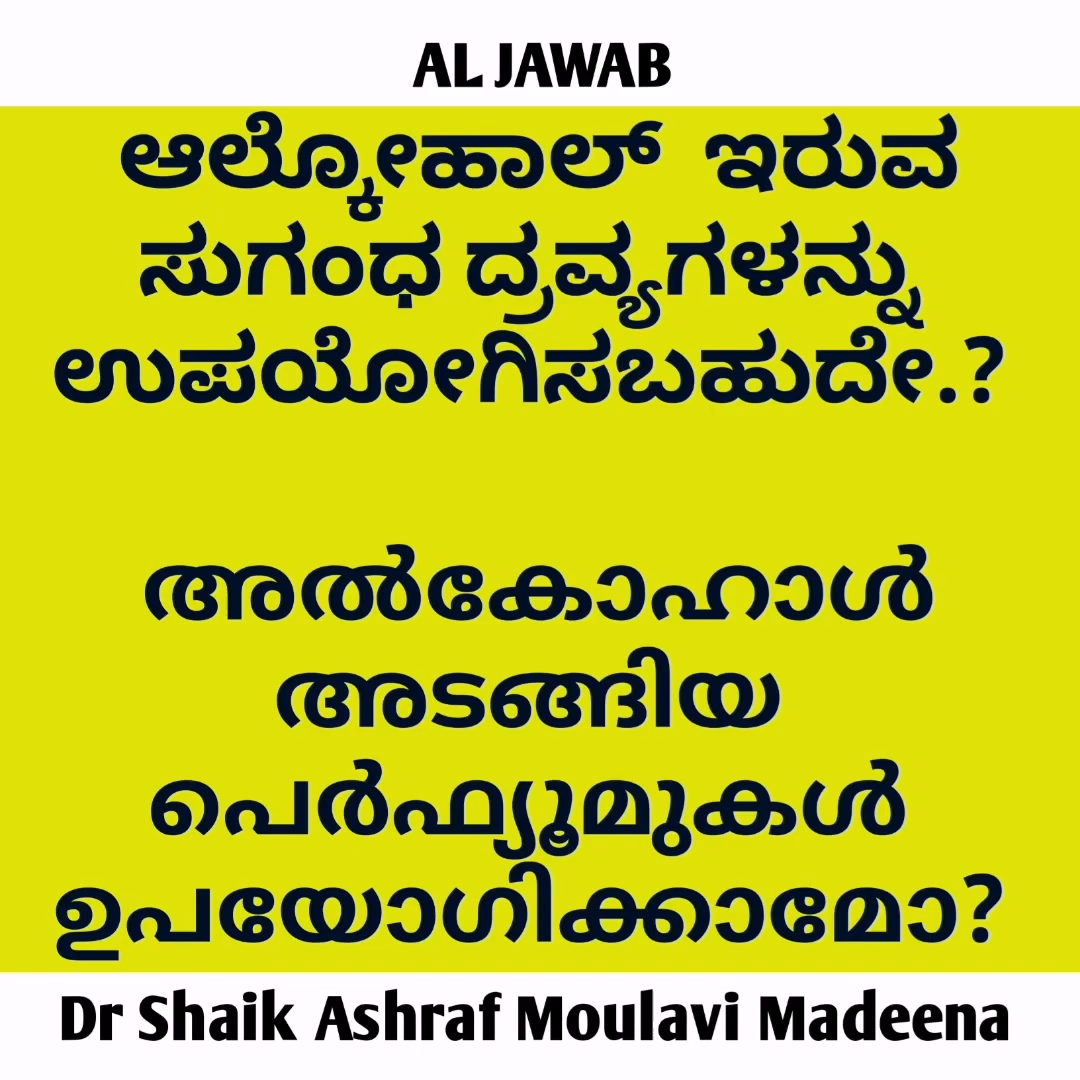 AL JAWAB
ಆಲ್ಕೋಹಾಲ್ ಇರುವ
ಸುಗಂಧ ದ್ರವ್ಯಗಳನ್ನು
ಉಪಯೋಗಿಸಬಹುದೇ.?
അൽകോഹാൾ
അടങ്ങിയ
പെർഫ്യൂമുകൾ
ഉപയോഗിക്കാമോ?
Dr Shaik Ashraf Moulavi Madeena